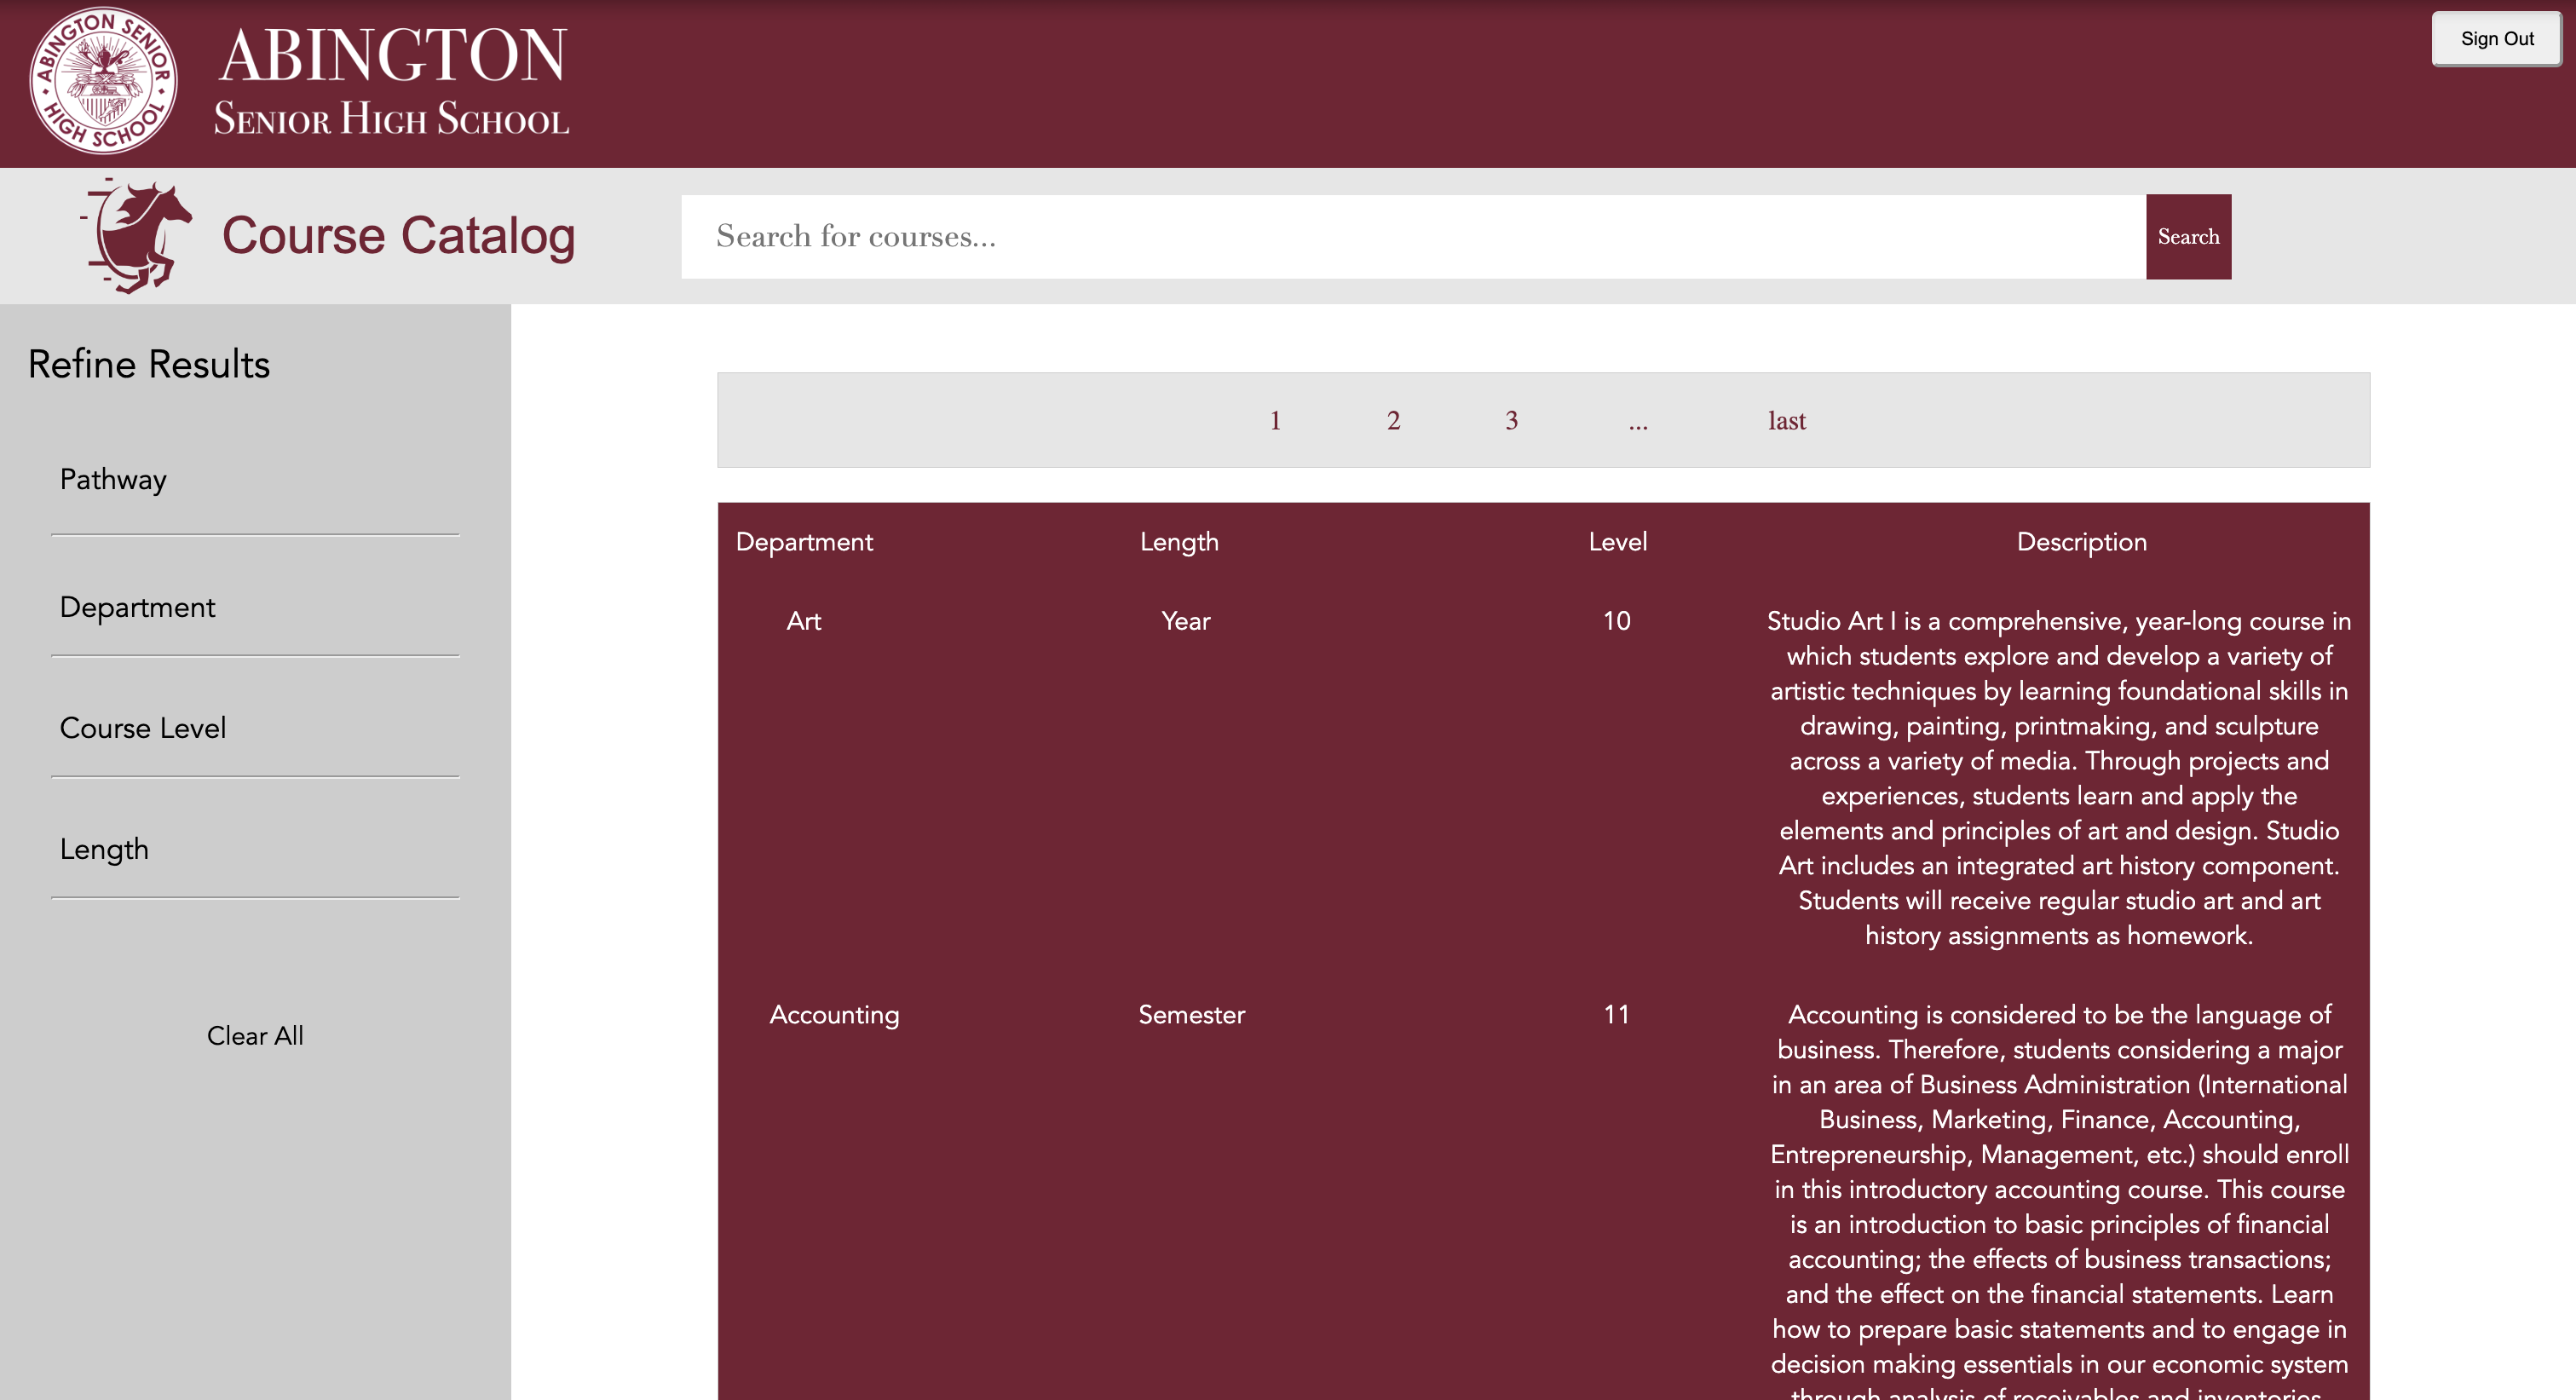 ABINGTON SENIOR HIGH SCHOOL
ABINGTON
SENIOR HIGH SCHOOL
Sign Out
Course Catalog
Search for courses...
Search
Refine Results
Pathway
Department
Course Level
Length
Clear All
1 2 3 ... last
Department Length Level Description
Art Year 10 Studio Art I is a comprehensive, year-long course in
which students explore and develop a variety of
artistic techniques by learning foundational skills in
drawing, painting, printmaking, and sculpture
across a variety of media. Through projects and
experiences, students learn and apply the
elements and principles of art and design. Studio
Art includes an integrated art history component.
Students will receive regular studio art and art
history assignments as homework.
Accounting Semester 11 Accounting is considered to be the language of
business. Therefore, students considering a major
in an area of Business Administration (International
Business, Marketing, Finance, Accounting,
Entrepreneurship, Management, etc.) should enroll
in this introductory accounting course. This course
is an introduction to basic principles of financial
accounting; the effects of business transactions;
and the effect on the financial statements. Learn
how to prepare basic statements and to engage in
decision making essentials in our economic system
through analysis of receivables and inventories